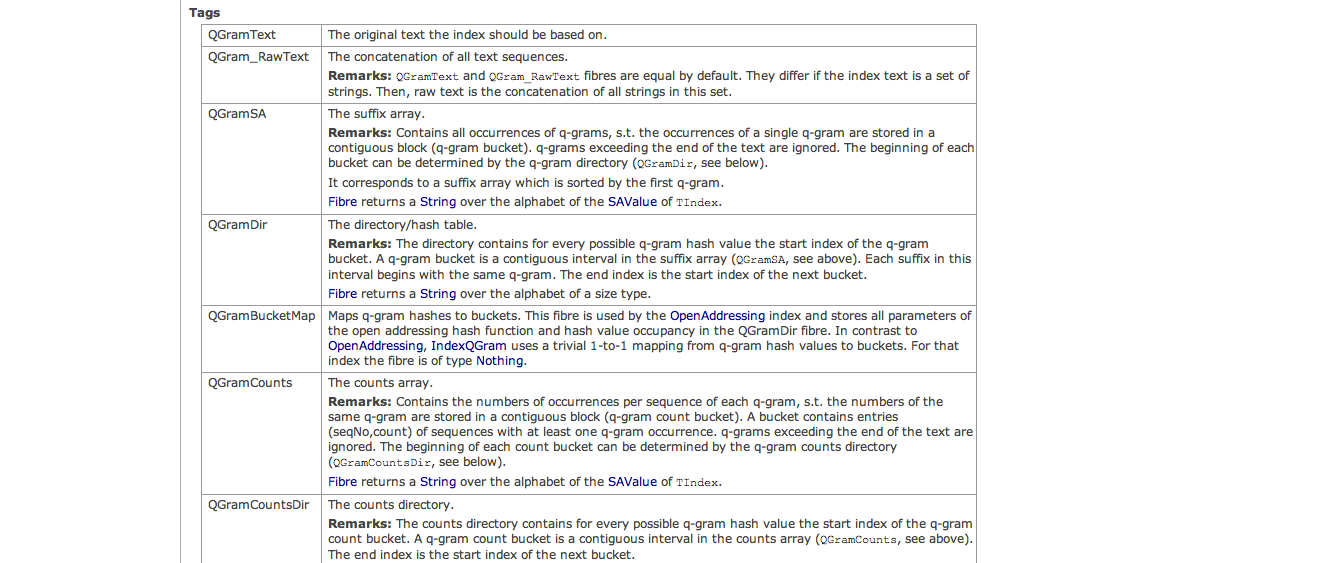 Tags
QGramText The original text the index should be based on.
QGram_RawText The concatenation of all text sequences.
Remarks: QGramText and QGram_RawText fibres are equal by default. They differ if the index text is a set of
strings. Then, raw text is the concatenation of all strings in this set.
QGramSA The suffix array.
Remarks: Contains all occurrences of q-grams, s.t. the occurrences of a single q-gram are stored in a
contiguous block (q-gram bucket). q-grams exceeding the end of the text are ignored. The beginning of each
bucket can be determined by the q-gram directory (QGramDir, see below).
It corresponds to a suffix array which is sorted by the first q-gram.
Fibre returns a String over the alphabet of the SAValue of TIndex.
QGramDir The directory/hash table.
Remarks: The directory contains for every possible q-gram hash value the start index of the q-gram
bucket. A q-gram bucket is a contiguous interval in the suffix array (QGramSA, see above). Each suffix in this
interval begins with the same q-gram. The end index is the start index of the next bucket.
Fibre returns a String over the alphabet of a size type.
QGramBucketMap Maps q-gram hashes to buckets. This fibre is used by the OpenAddressing index and stores all parameters of
the open addressing hash function and hash value occupancy in the QGramDir fibre. In contrast to
OpenAddressing, IndexQGram uses a trivial 1-to-1 mapping from q-gram hash values to buckets. For that
index the fibre is of type Nothing.
QGramCounts The counts array.
Remarks: Contains the numbers of occurrences per sequence of each q-gram, s.t. the numbers of the
same q-gram are stored in a contiguous block (q-gram count bucket). A bucket contains entries
(seqNo,count) of sequences with at least one q-gram occurrence. q-grams exceeding the end of the text are
ignored. The beginning of each count bucket can be determined by the q-gram counts directory
(QGramCountsDir, see below).
Fibre returns a String over the alphabet of the SAValue of TIndex.
QGramCountsDir The counts directory.
Remarks: The counts directory contains for every possible q-gram hash value the start index of the q-gram
count bucket. A q-gram count bucket is a contiguous interval in the counts array (QGramCounts, see above).
The end index is the start index of the next bucket.